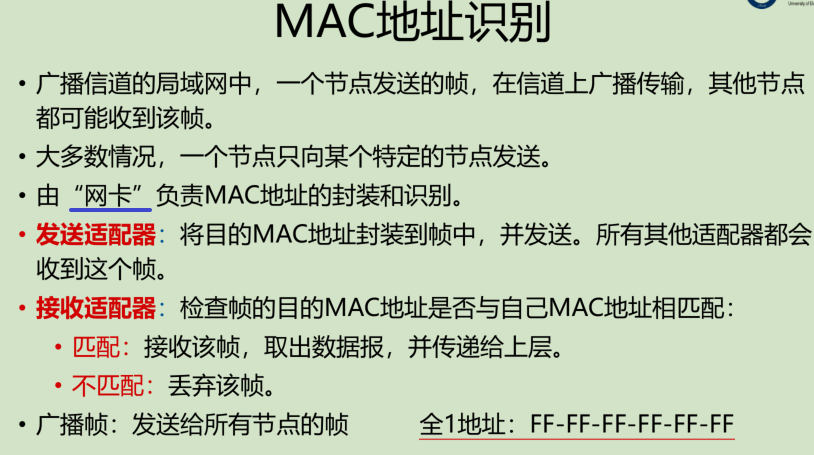 MAC地址识别
• 广播信道的局域网中，一个节点发送的帧，在信道上广播传输，其他节点
都可能收到该帧。
• 大多数情况，一个节点只向某个特定的节点发送。
• 由“网卡”负责MAC地址的封装和识别。
• 发送适配器：将目的MAC地址封装到帧中，并发送。所有其他适配器都会
收到这个帧。
• 接收适配器：检查帧的目的MAC地址是否与自己MAC地址相匹配：
• 匹配：接收该帧，取出数据报，并传递给上层。
• 不匹配：丢弃该帧。
• 广播帧：发送给所有节点的帧 全1地址：FF-FF-FF-FF-FF-FF